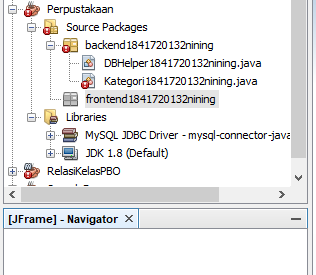 Perpustakaan
Source Packages
backend1841720132nining
DBHelper1841720132nining.java
Kategori1841720132nining.java
frontend1841720132nining
Libraries
MySQL JDBC Driver - mysql-connector-java
JDK 1.8 (Default)
RelasiKelasPBO
[JFrame] - Navigator